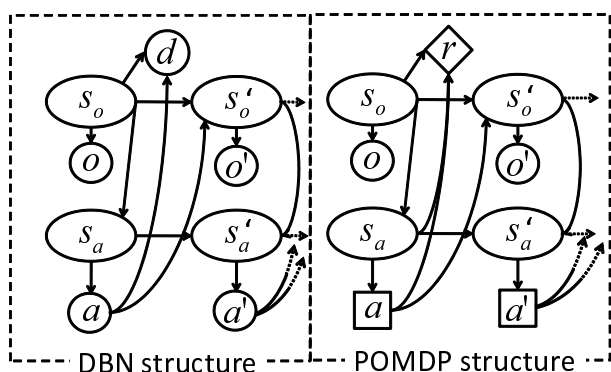 d r
s_o s_o' s_o s_o'
o o' o o'
s_a s_a' s_a s_a'
a a' a a'
DBN structure POMDP structure